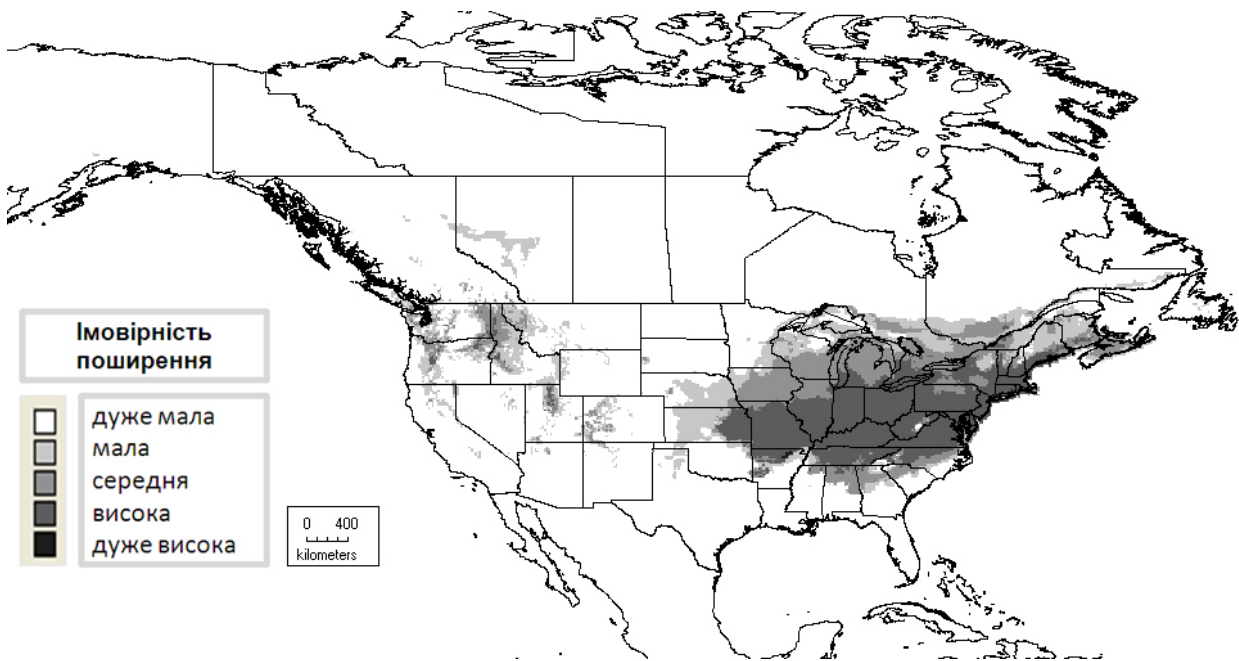 Імовірність
поширення
дуже мала
мала
середня
висока
дуже висока
0 400
kilometers